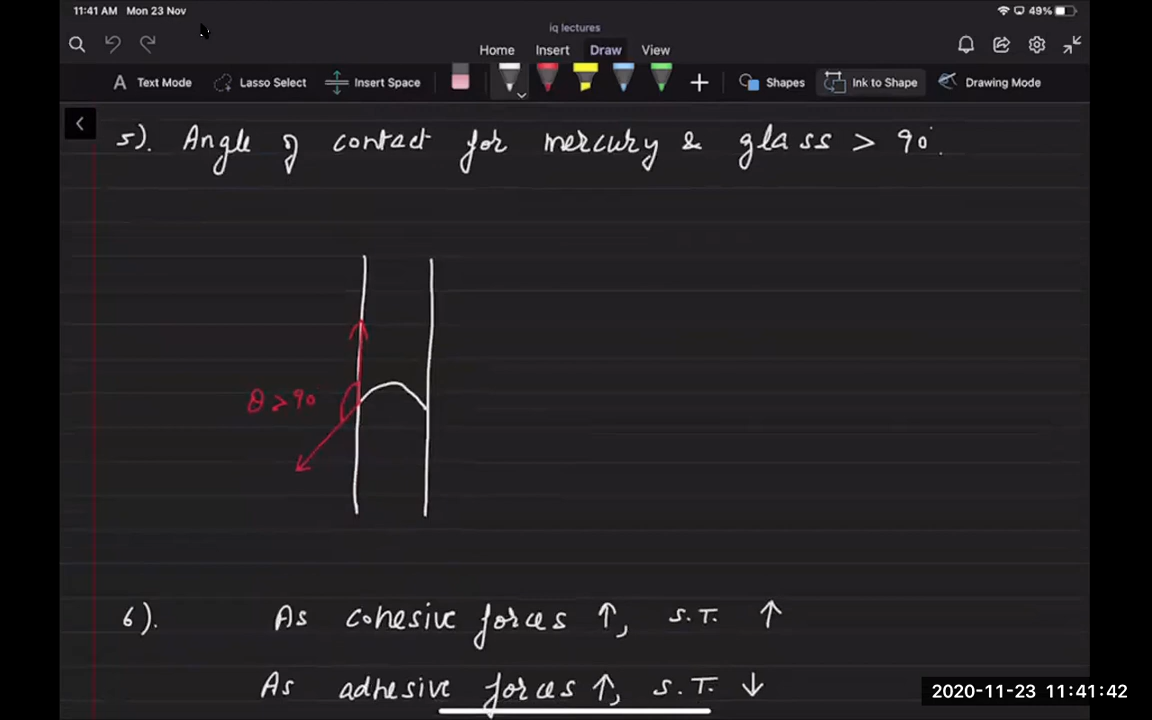 11:41 AM Mon 23 Nov
49%
iq lectures
Home Insert Draw View
Text Mode Lasso Select Insert Space Shapes Ink to Shape Drawing Mode
5). Angle of contact for mercury & glass > 90°.
θ > 90
6). As cohesive forces ↑, S.T. ↑
As adhesive forces ↑, S.T. ↓
2020-11-23 11:41:42